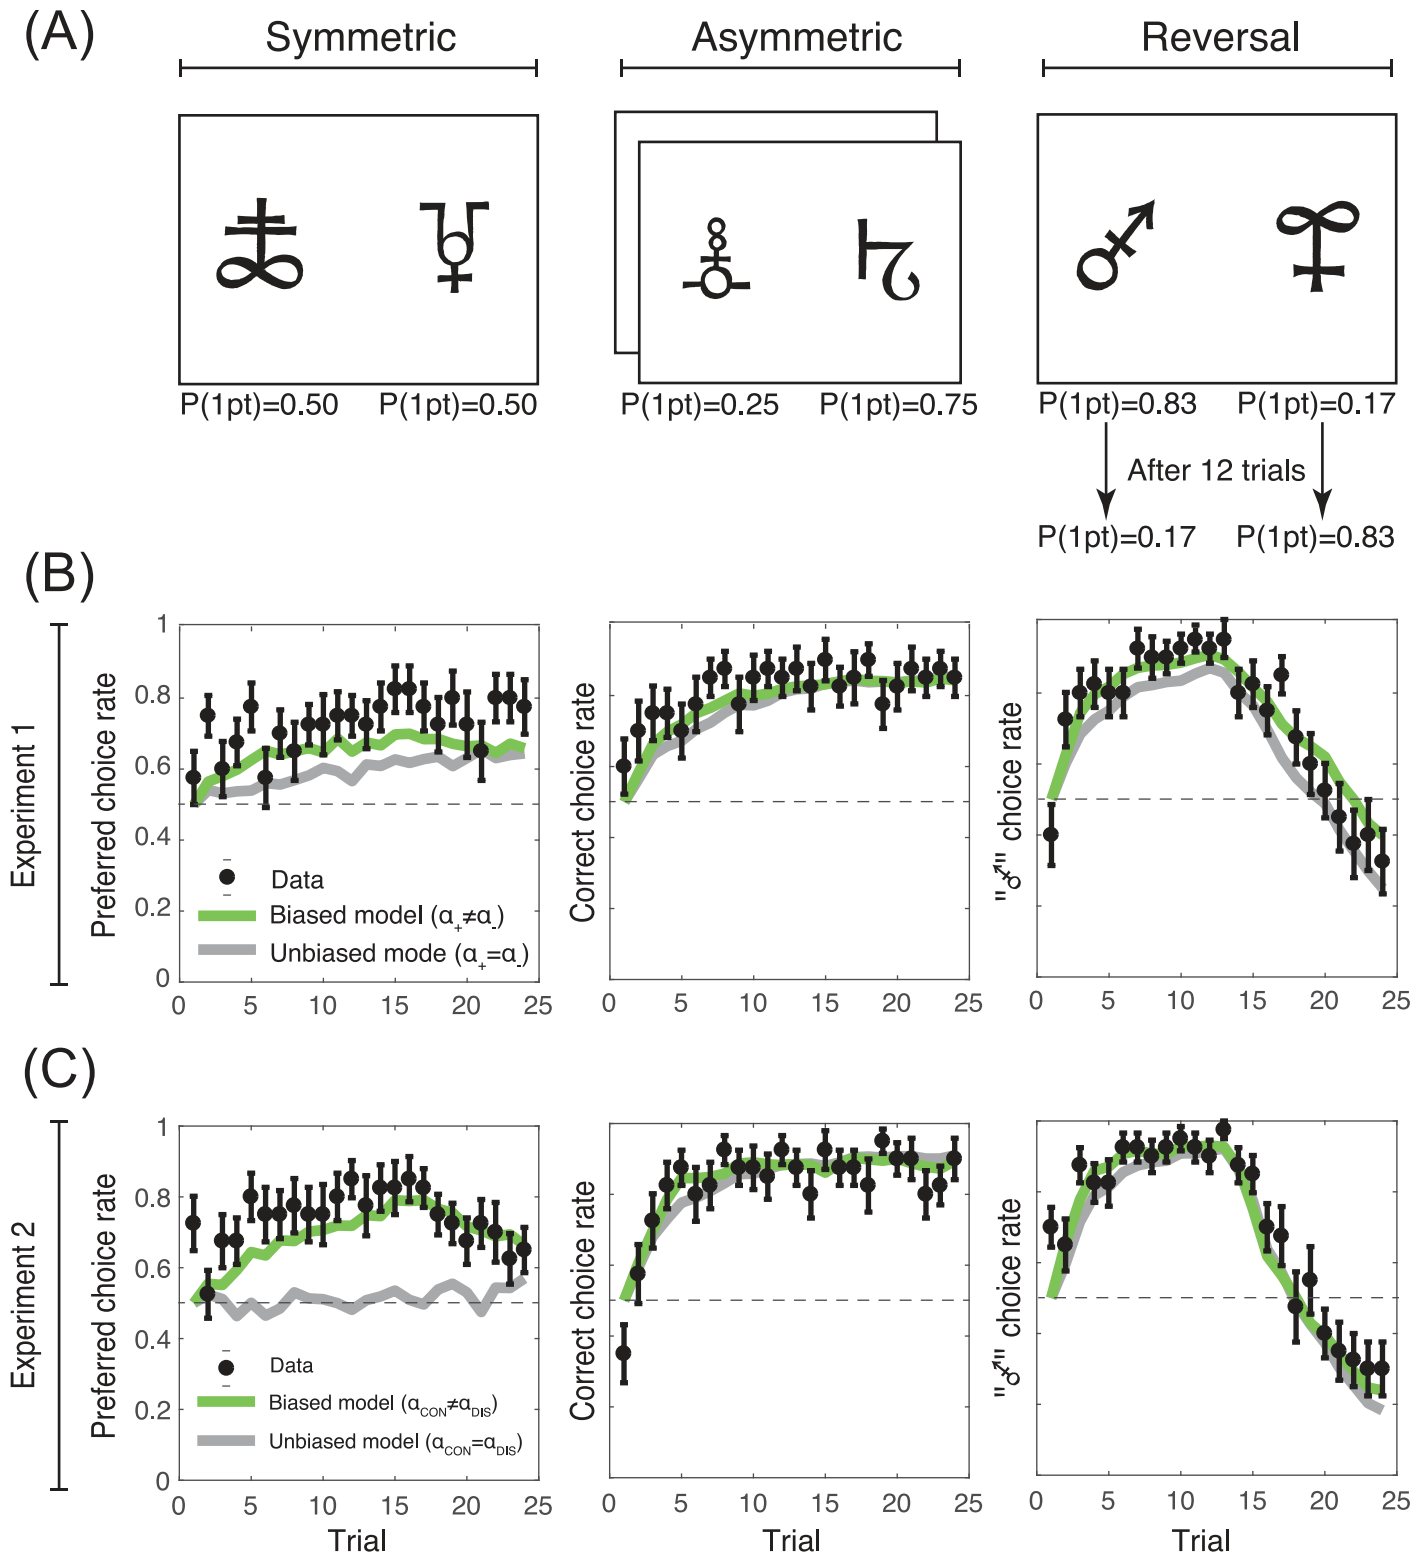 (A)
Symmetric Asymmetric Reversal
P(1pt)=0.50 P(1pt)=0.50 P(1pt)=0.25 P(1pt)=0.75 P(1pt)=0.83 P(1pt)=0.17
After 12 trials
P(1pt)=0.17 P(1pt)=0.83
(B)
Experiment 1
Preferred choice rate
1
0.8
0.6
0.4
0.2
0
Data
Biased model (α₊≠α₋)
Unbiased mode (α₊=α₋)
0 5 10 15 20 25
Correct choice rate
0 5 10 15 20 25
"⚦" choice rate
0 5 10 15 20 25
(C)
Experiment 2
Preferred choice rate
1
0.8
0.6
0.4
0.2
0
Data
Biased model (α_CON≠α_DIS)
Unbiased model (α_CON=α_DIS)
0 5 10 15 20 25
Trial
Correct choice rate
0 5 10 15 20 25
Trial
"⚦" choice rate
0 5 10 15 20 25
Trial